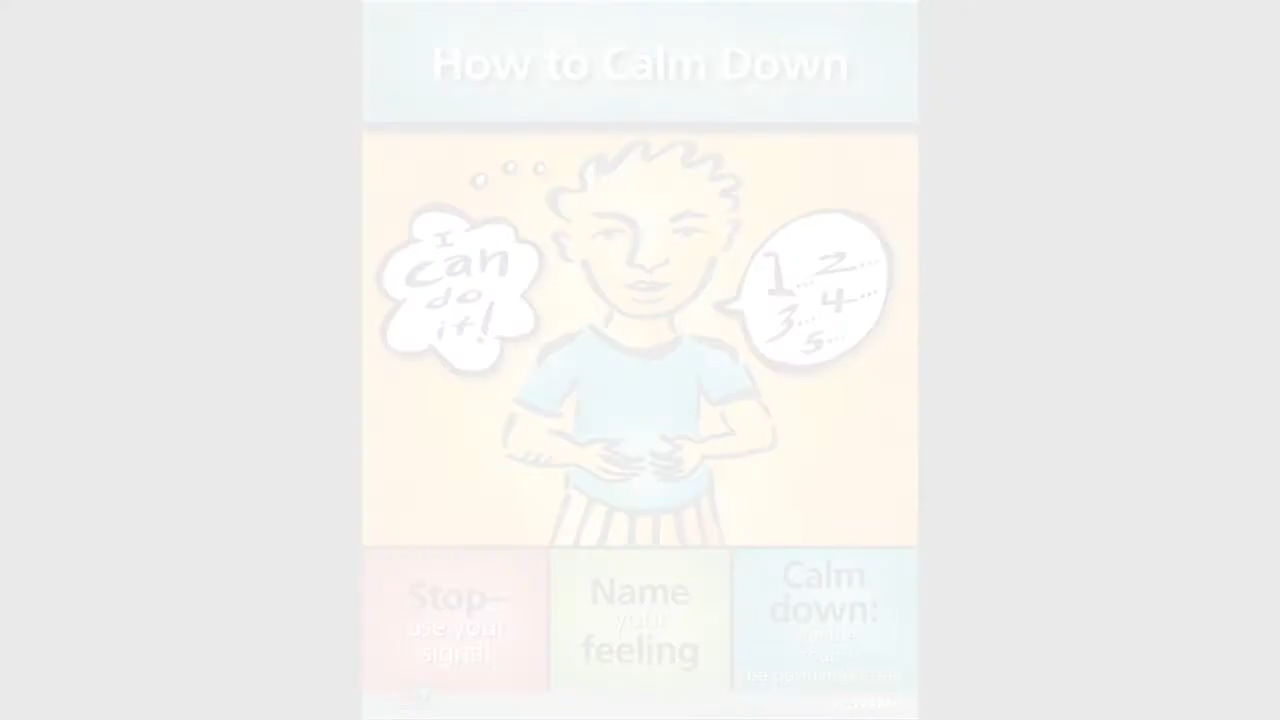 How to Calm Down
I
can
do
it!
1... 2...
3... 4...
5...
Stop–
use your
signal
Name
your
feeling
Calm
down: